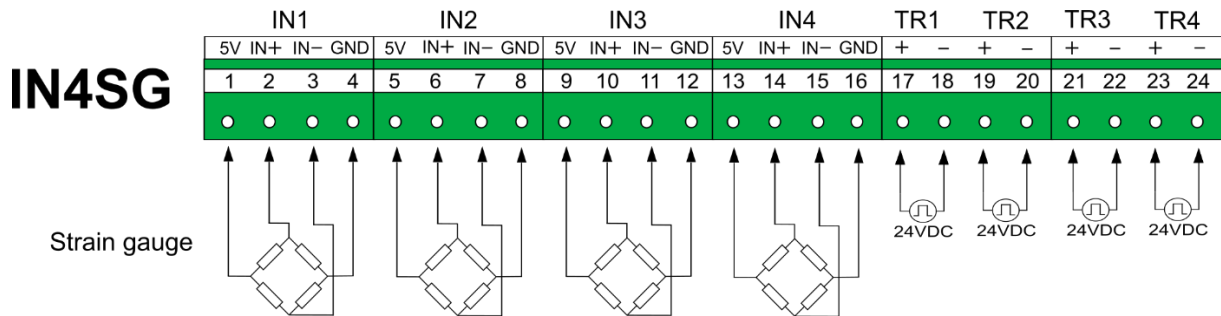 IN1 IN2 IN3 IN4 TR1 TR2 TR3 TR4
5V IN+ IN− GND 5V IN+ IN− GND 5V IN+ IN− GND 5V IN+ IN− GND + − + − + − + −
IN4SG
1 2 3 4 5 6 7 8 9 10 11 12 13 14 15 16 17 18 19 20 21 22 23 24
24VDC 24VDC 24VDC 24VDC
Strain gauge